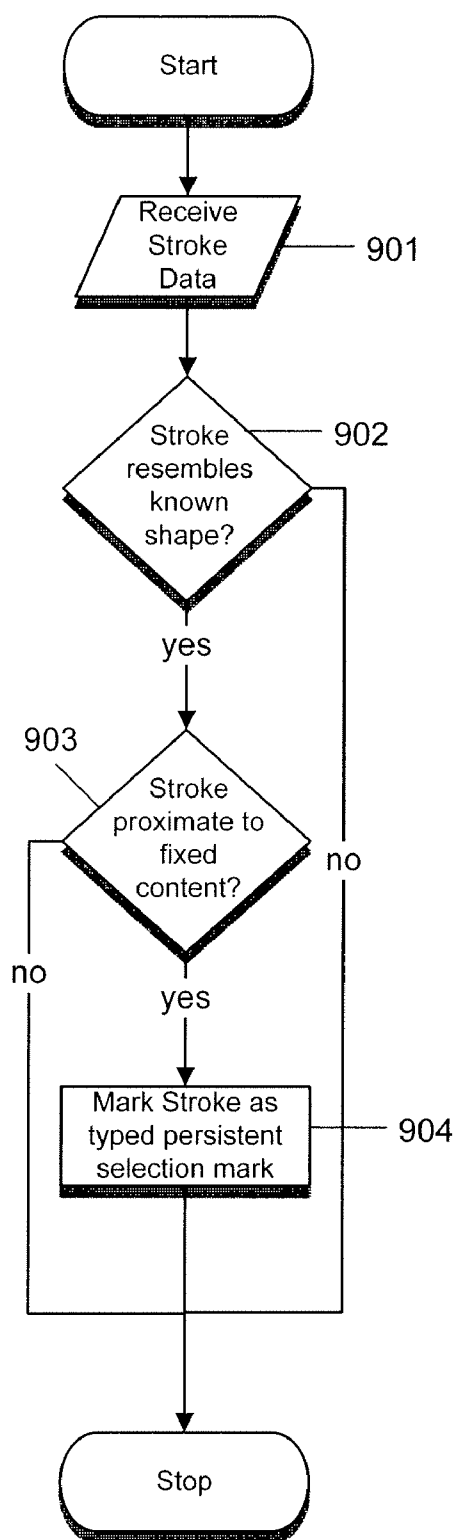 Start
Receive
Stroke
Data
901
Stroke
resembles
known
shape?
902
yes
903
Stroke
proximate to
fixed
content?
no
no
yes
Mark Stroke as
typed persistent
selection mark
904
Stop